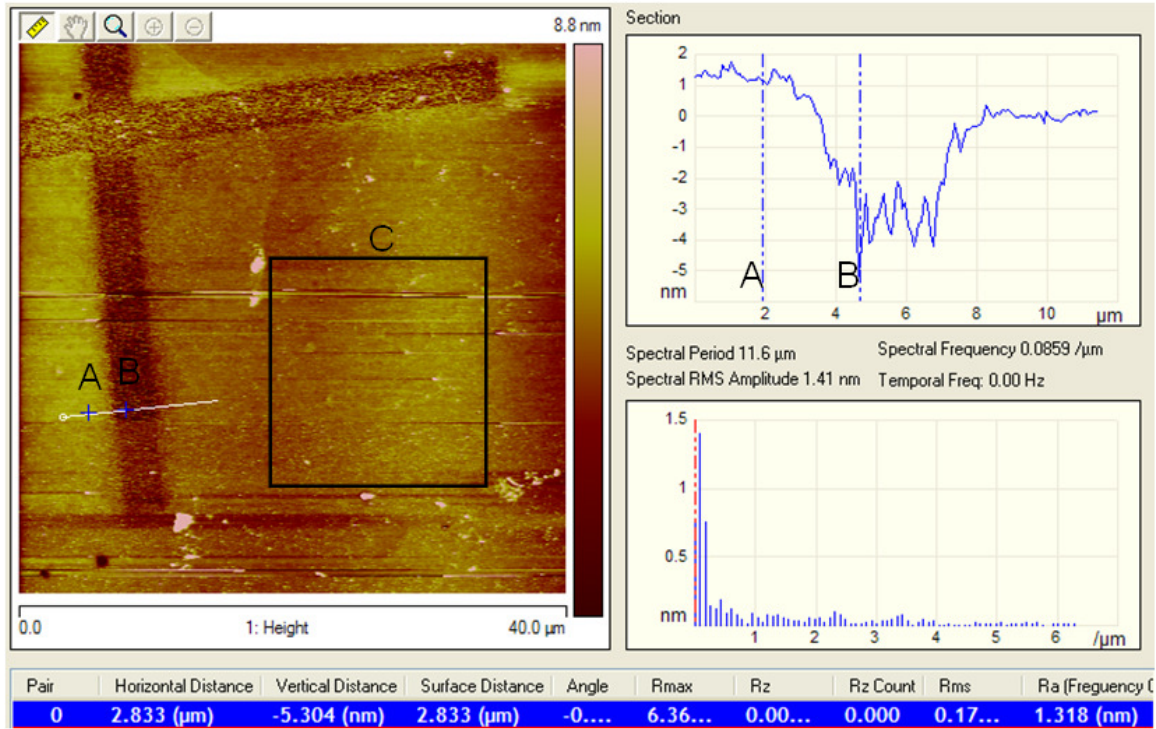 8.8 nm
C
A B
0.0 1: Height 40.0 µm
Section
2
1
0
-1
-2
-3
-4
-5
nm
A B
2 4 6 8 10 µm
Spectral Period 11.6 µm Spectral Frequency 0.0859 /µm
Spectral RMS Amplitude 1.41 nm Temporal Freq: 0.00 Hz
1.5
1
0.5
nm
1 2 3 4 5 6 /µm
Pair Horizontal Distance Vertical Distance Surface Distance Angle Rmax Rz Rz Count Rms Ra (Freguency 0
0 2.833 (µm) -5.304 (nm) 2.833 (µm) -0.... 6.36... 0.00... 0.000 0.17... 1.318 (nm)